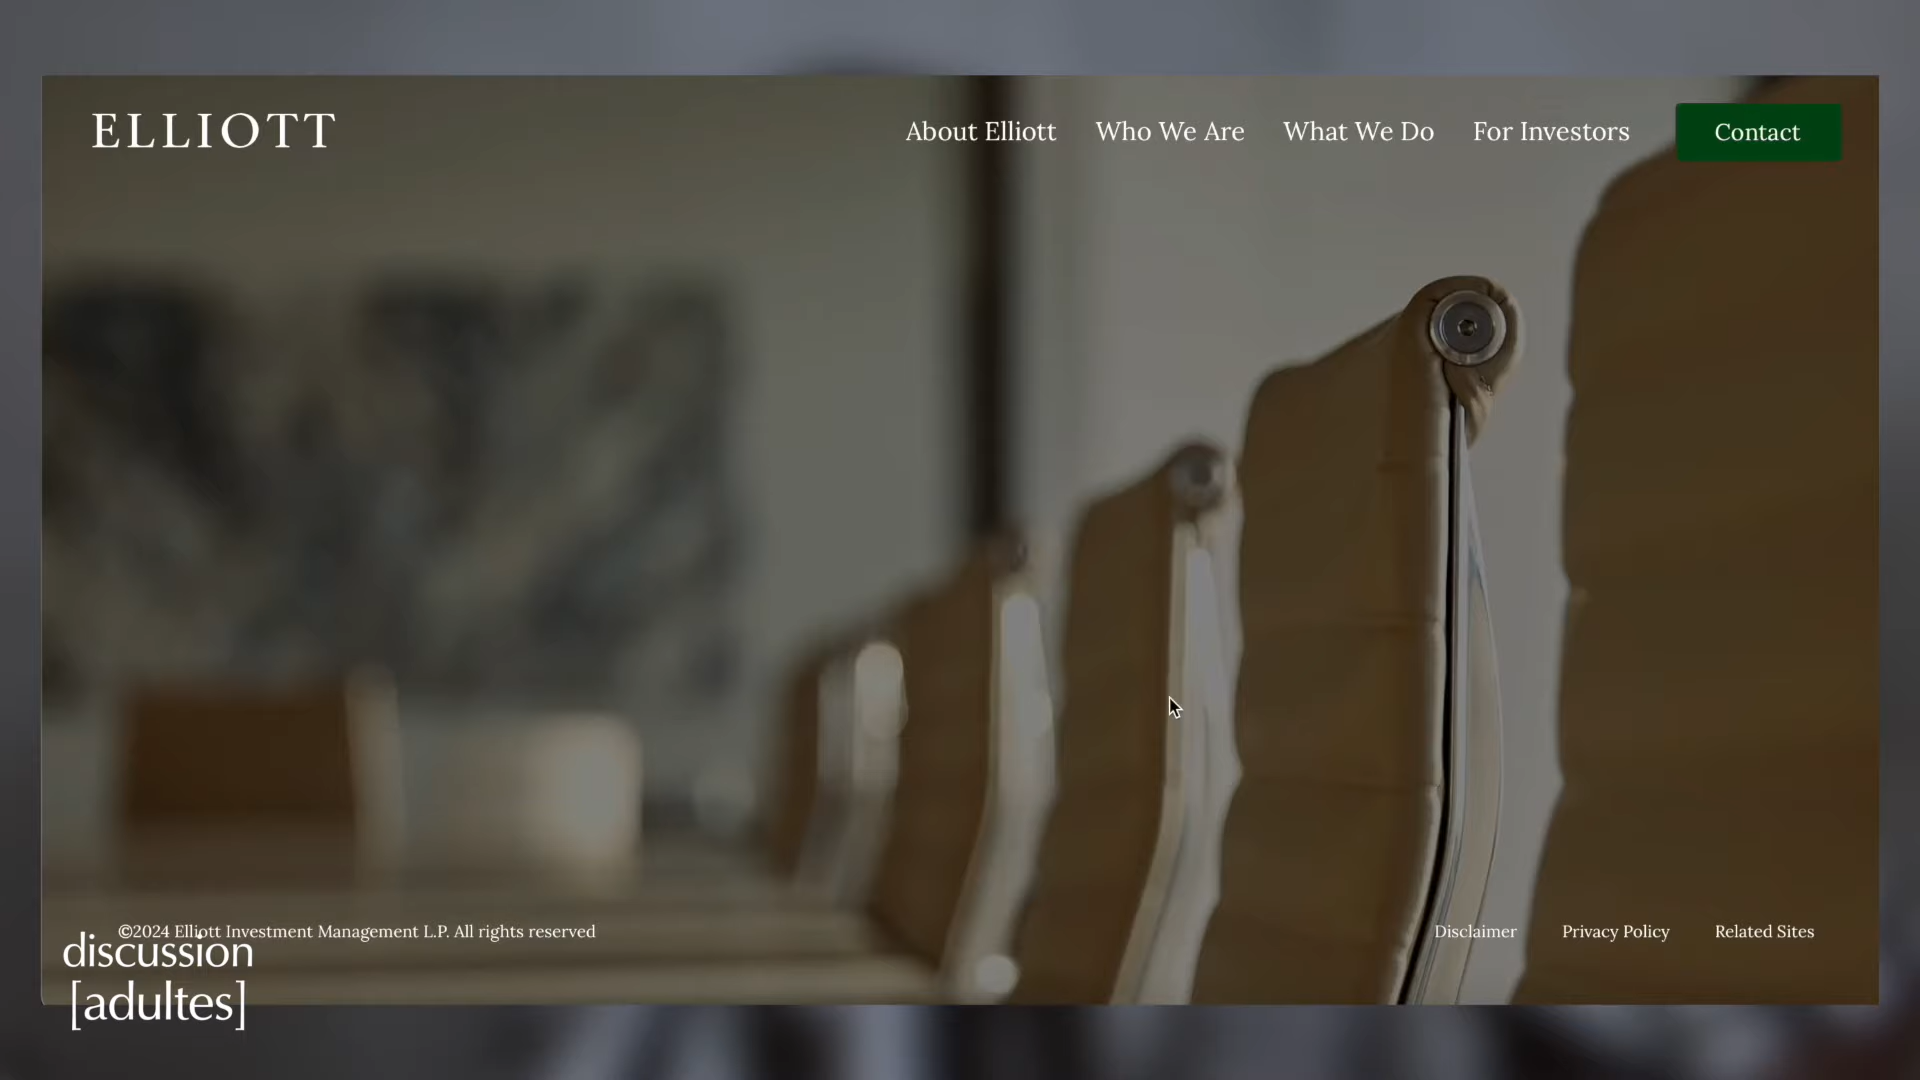 ELLIOTT
About Elliott
Who We Are
What We Do
For Investors
Contact
©2024 Elliott Investment Management L.P. All rights reserved
Disclaimer
Privacy Policy
Related Sites
discussion
[adultes]